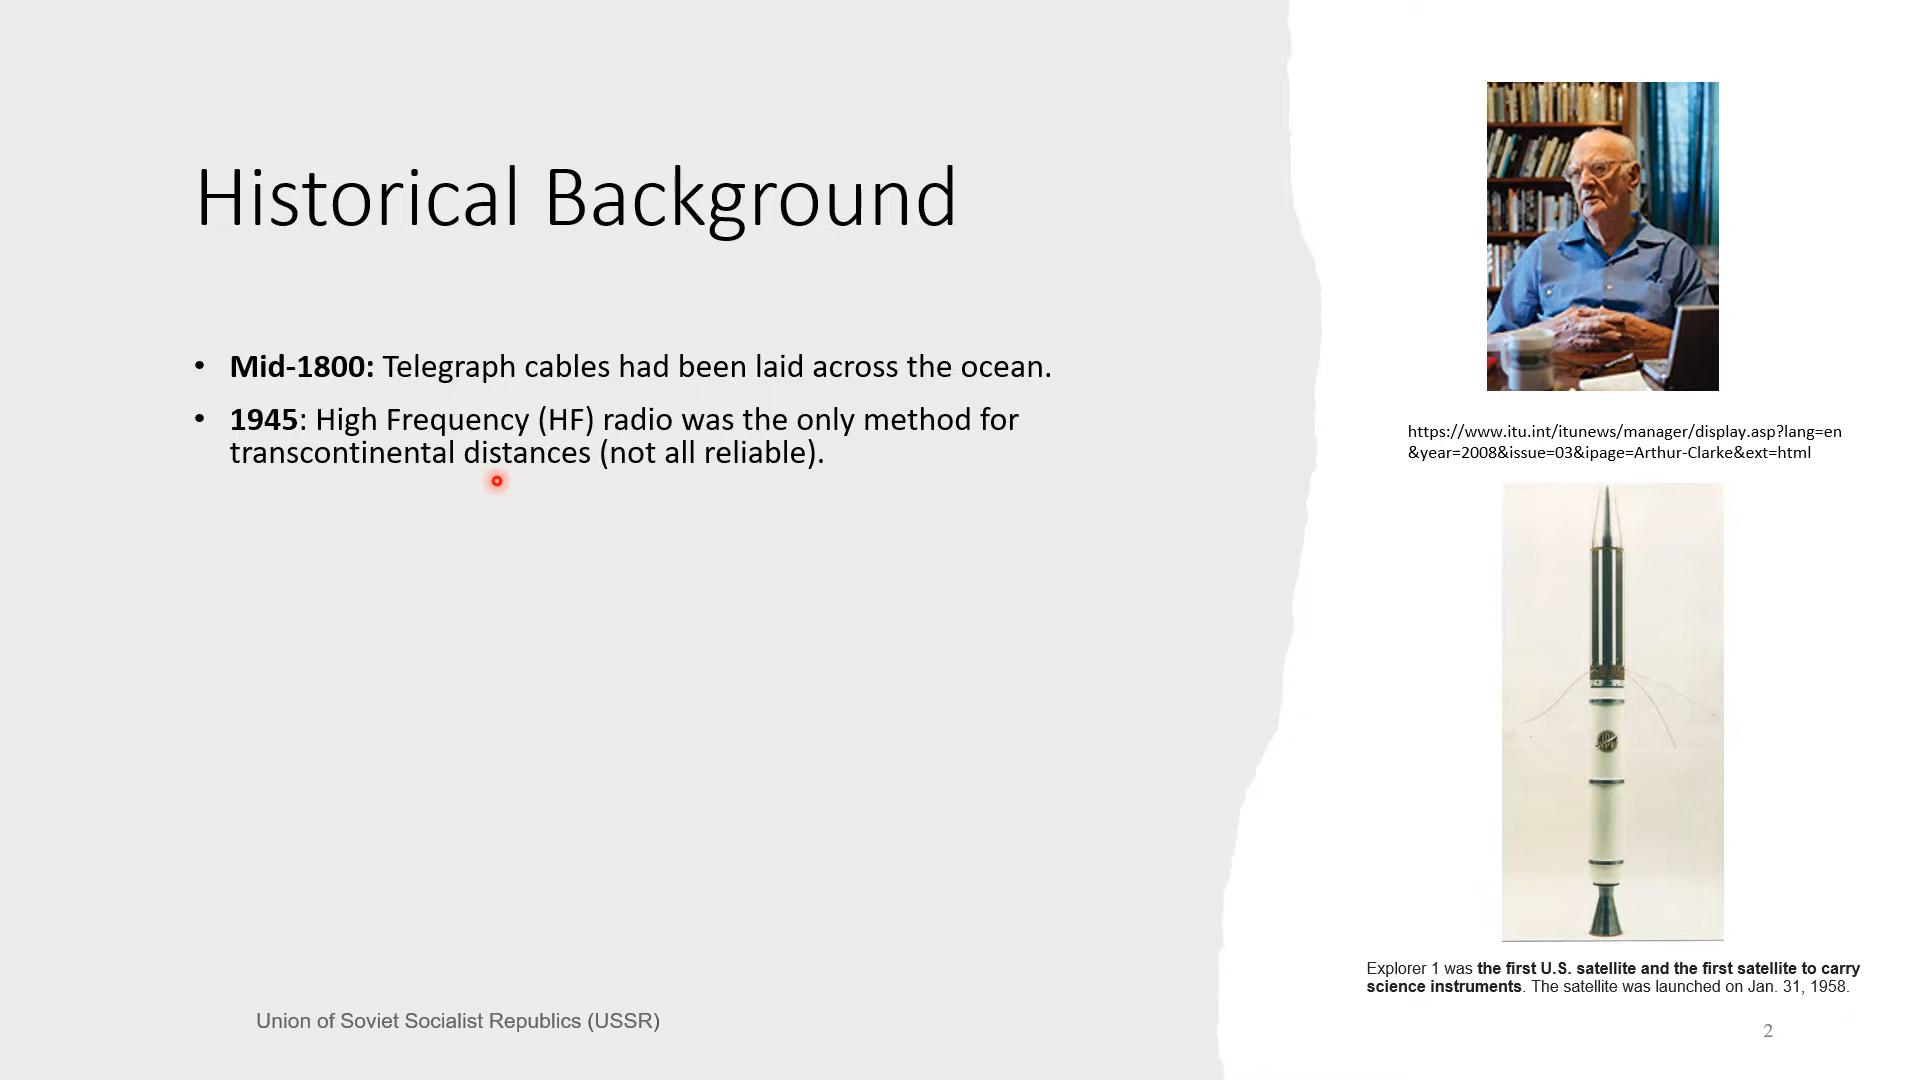 Historical Background
• Mid-1800: Telegraph cables had been laid across the ocean.
• 1945: High Frequency (HF) radio was the only method for
transcontinental distances (not all reliable).
https://www.itu.int/itunews/manager/display.asp?lang=en
&year=2008&issue=03&ipage=Arthur-Clarke&ext=html
Explorer 1 was the first U.S. satellite and the first satellite to carry
science instruments. The satellite was launched on Jan. 31, 1958.
Union of Soviet Socialist Republics (USSR)
2